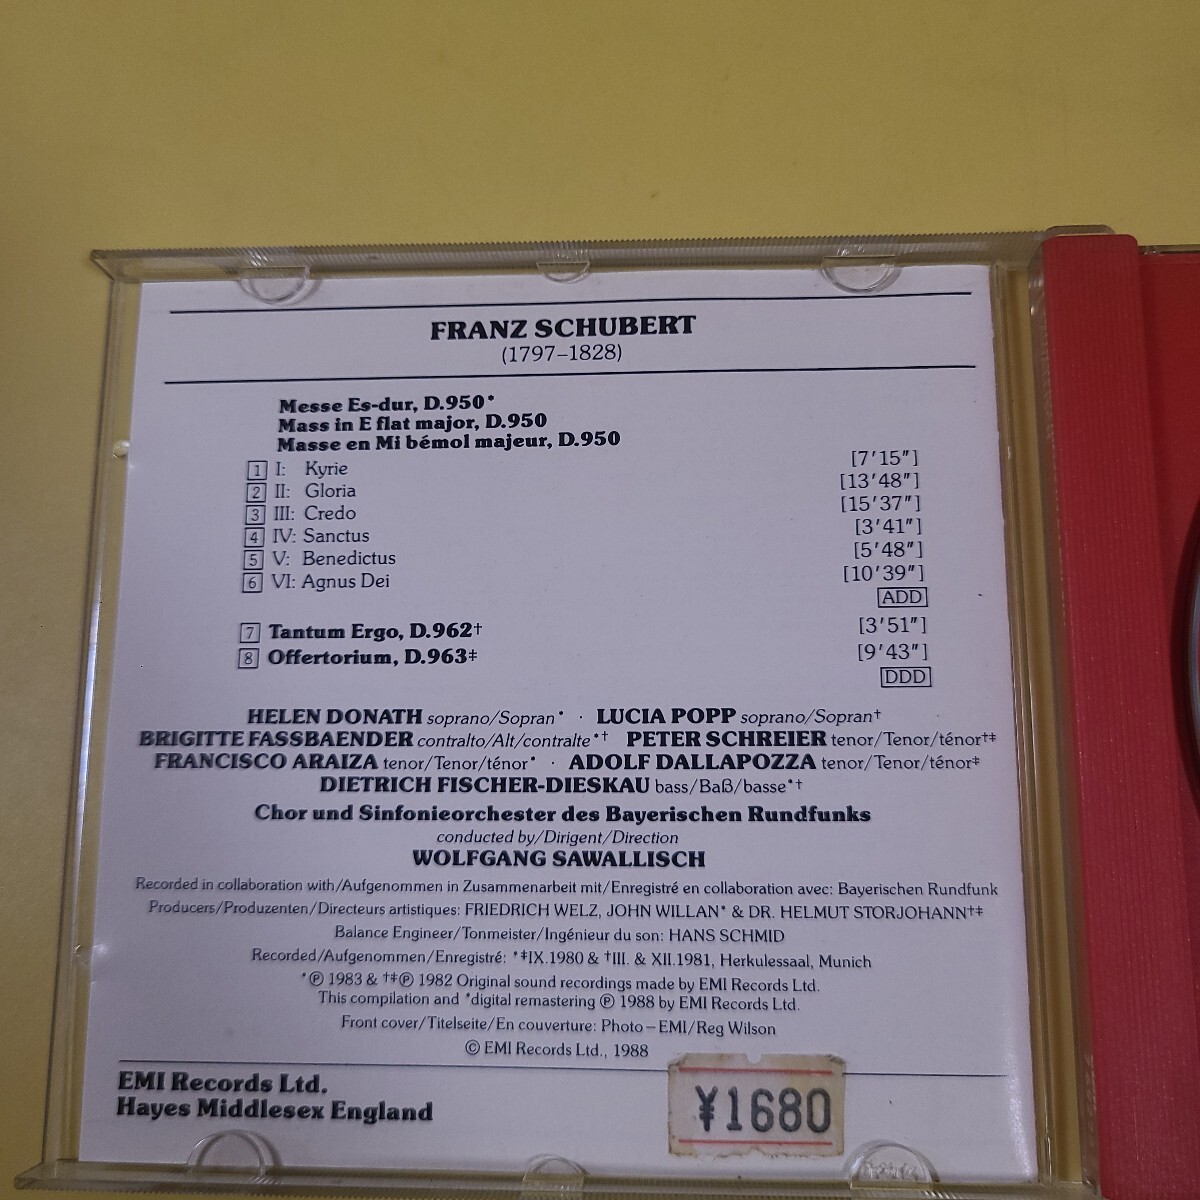 FRANZ SCHUBERT
(1797–1828)
Messe Es-dur, D.950*
Mass in E flat major, D.950
Masse en Mi bémol majeur, D.950
1 I: Kyrie [7'15"]
2 II: Gloria [13'48"]
3 III: Credo [15'37"]
4 IV: Sanctus [3'41"]
5 V: Benedictus [5'48"]
6 VI: Agnus Dei [10'39"]
ADD
7 Tantum Ergo, D.962† [3'51"]
8 Offertorium, D.963‡ [9'43"]
DDD
HELEN DONATH soprano/Sopran* · LUCIA POPP soprano/Sopran†
BRIGITTE FASSBAENDER contralto/Alt/contralte*† PETER SCHREIER tenor/Tenor/ténor†‡
FRANCISCO ARAIZA tenor/Tenor/ténor* · ADOLF DALLAPOZZA tenor/Tenor/ténor‡
DIETRICH FISCHER-DIESKAU bass/Baß/basse*†
Chor und Sinfonieorchester des Bayerischen Rundfunks
conducted by/Dirigent/Direction
WOLFGANG SAWALLISCH
Recorded in collaboration with/Aufgenommen in Zusammenarbeit mit/Enregistré en collaboration avec: Bayerischen Rundfunk
Producers/Produzenten/Directeurs artistiques: FRIEDRICH WELZ, JOHN WILLAN* & DR. HELMUT STORJOHANN†‡
Balance Engineer/Tonmeister/Ingénieur du son: HANS SCHMID
Recorded/Aufgenommen/Enregistré: *‡IX.1980 & †III. & XII.1981, Herkulessaal, Munich
*℗ 1983 & †‡℗ 1982 Original sound recordings made by EMI Records Ltd.
This compilation and *digital remastering ℗ 1988 by EMI Records Ltd.
Front cover/Titelseite/En couverture: Photo – EMI/Reg Wilson
© EMI Records Ltd., 1988
EMI Records Ltd.
Hayes Middlesex England
¥1680